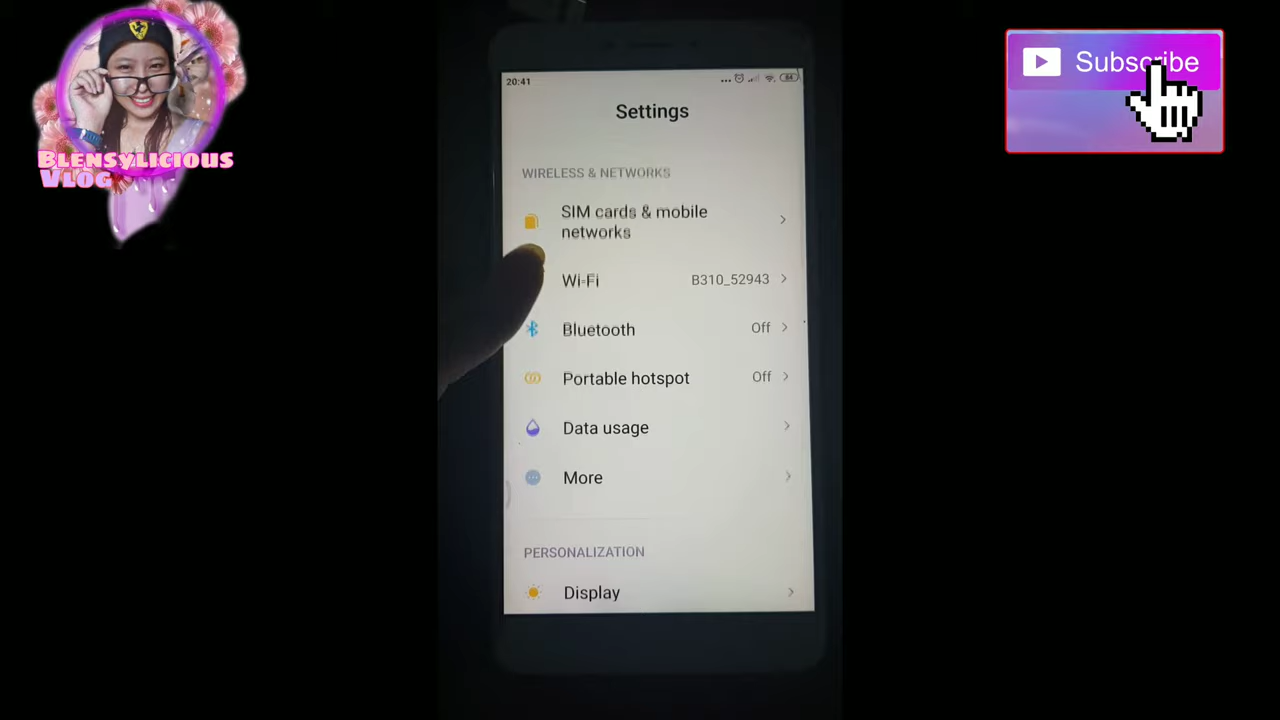 BLENSYLICIOUS
VLOG
Subscribe
20:41
84
Settings
WIRELESS & NETWORKS
SIM cards & mobile
networks
Wi-Fi B310_52943
Bluetooth Off
Portable hotspot Off
Data usage
More
PERSONALIZATION
Display